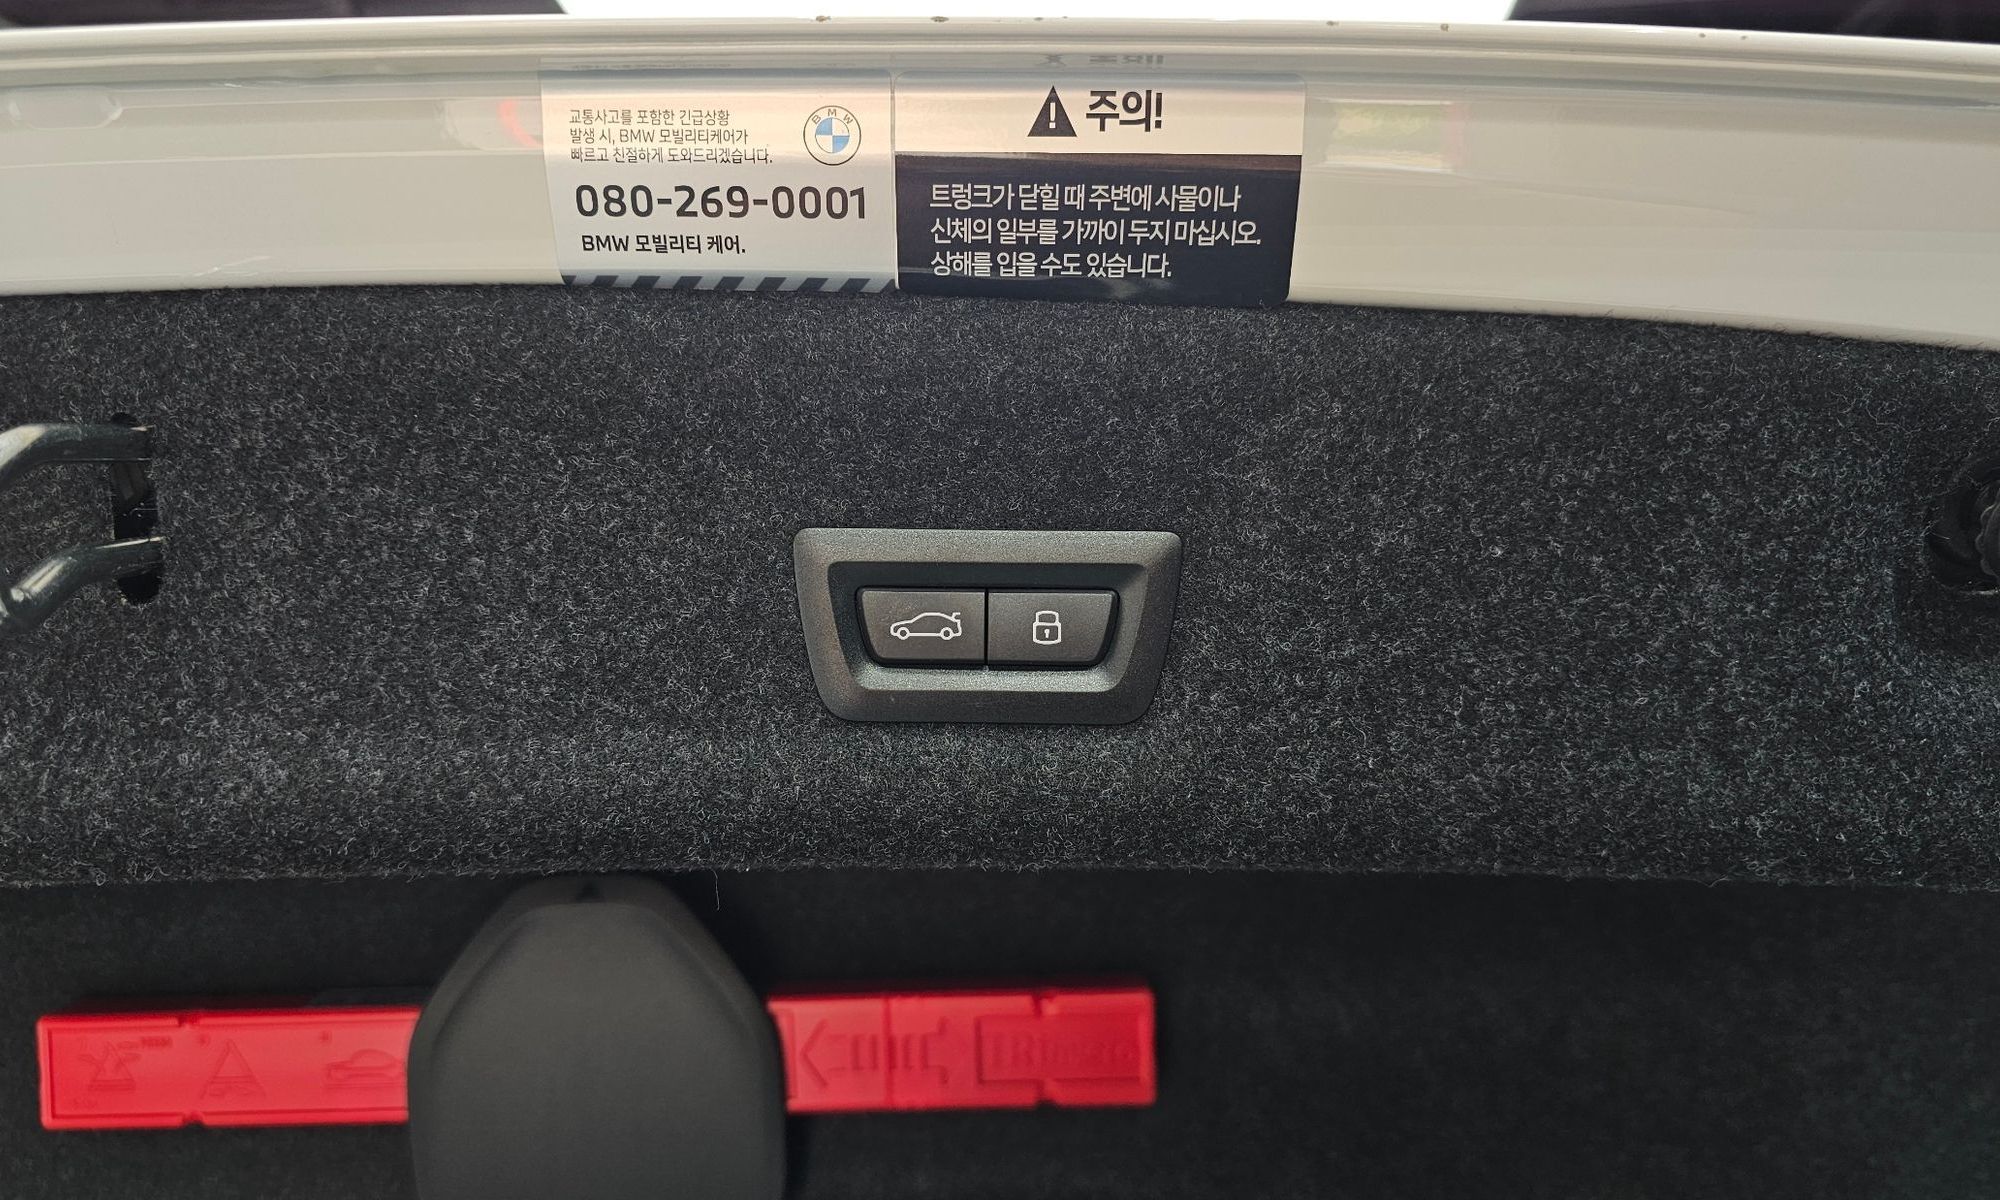 교통사고를 포함한 긴급상황
발생 시, BMW 모빌리티케어가
빠르고 친절하게 도와드리겠습니다.
BMW
080-269-0001
BMW 모빌리티 케어.
주의!
트렁크가 닫힐 때 주변에 사물이나
신체의 일부를 가까이 두지 마십시오.
상해를 입을 수도 있습니다.